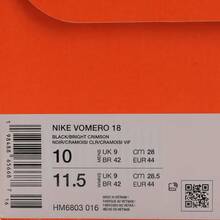 NIKE VOMERO 18
BLACK/BRIGHT CRIMSON
NOIR/CRAMOISI CLR/CRAMOISI VIF
10 MENS UK 9 CM 28
BR 42 EUR 44
11.5 UK 9 CM 28.5
BR 42 EUR 44
HM6803 016